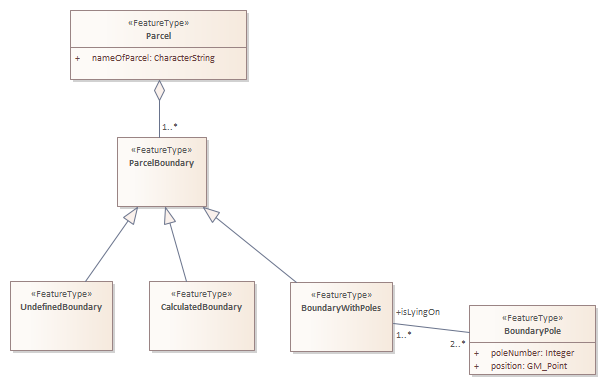 «FeatureType»
Parcel
+ nameOfParcel: CharacterString
1..*
«FeatureType»
ParcelBoundary
«FeatureType»
UndefinedBoundary
«FeatureType»
CalculatedBoundary
«FeatureType»
BoundaryWithPoles
+isLyingOn
1..*
2..*
«FeatureType»
BoundaryPole
+ poleNumber: Integer
+ position: GM_Point